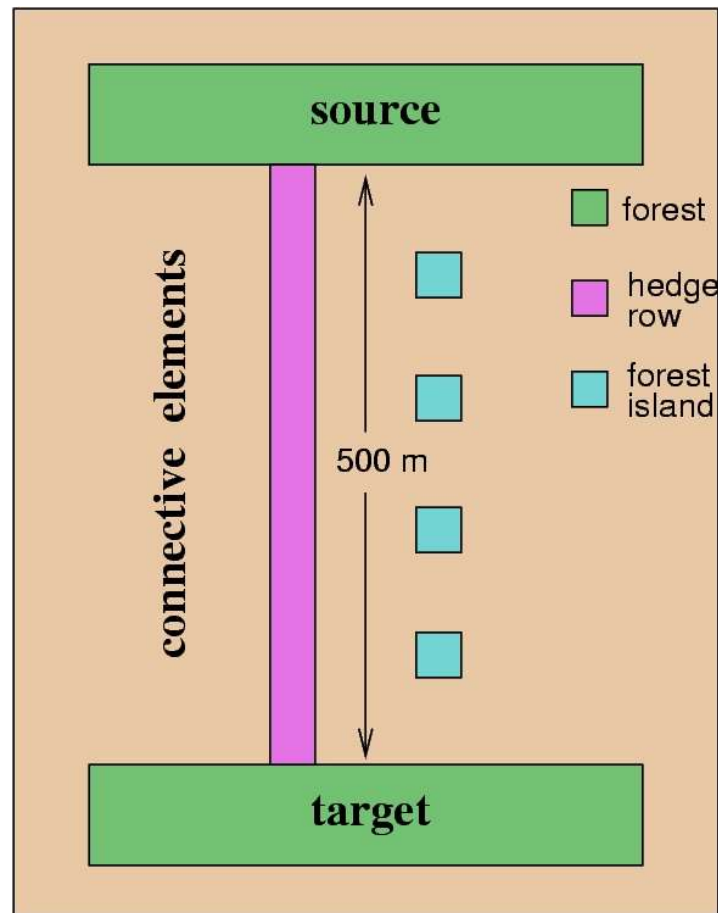 source
forest
hedge
row
forest
island
connective elements
500 m
target